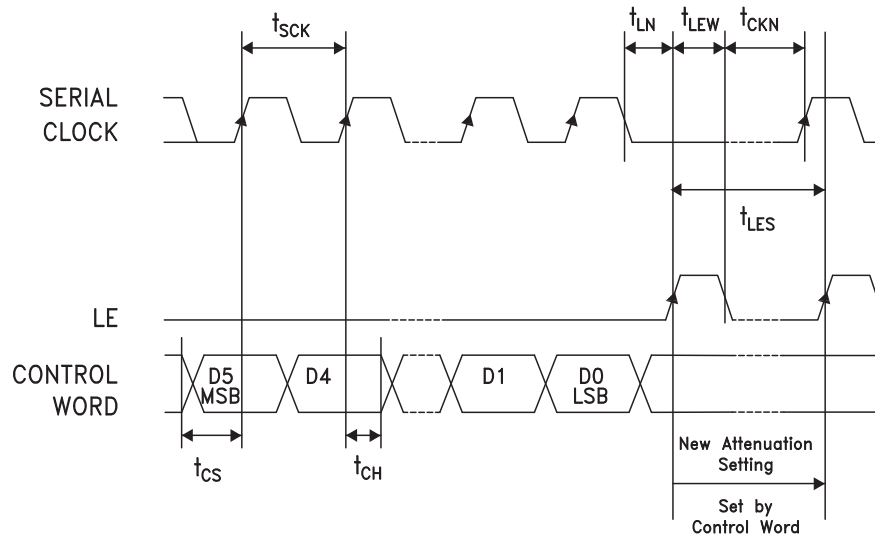 tSCK
tLN
tLEW
tCKN
SERIAL
CLOCK
tLES
LE
CONTROL
WORD
D5
MSB
D4
D1
D0
LSB
tCS
tCH
New Attenuation
Setting
Set by
Control Word